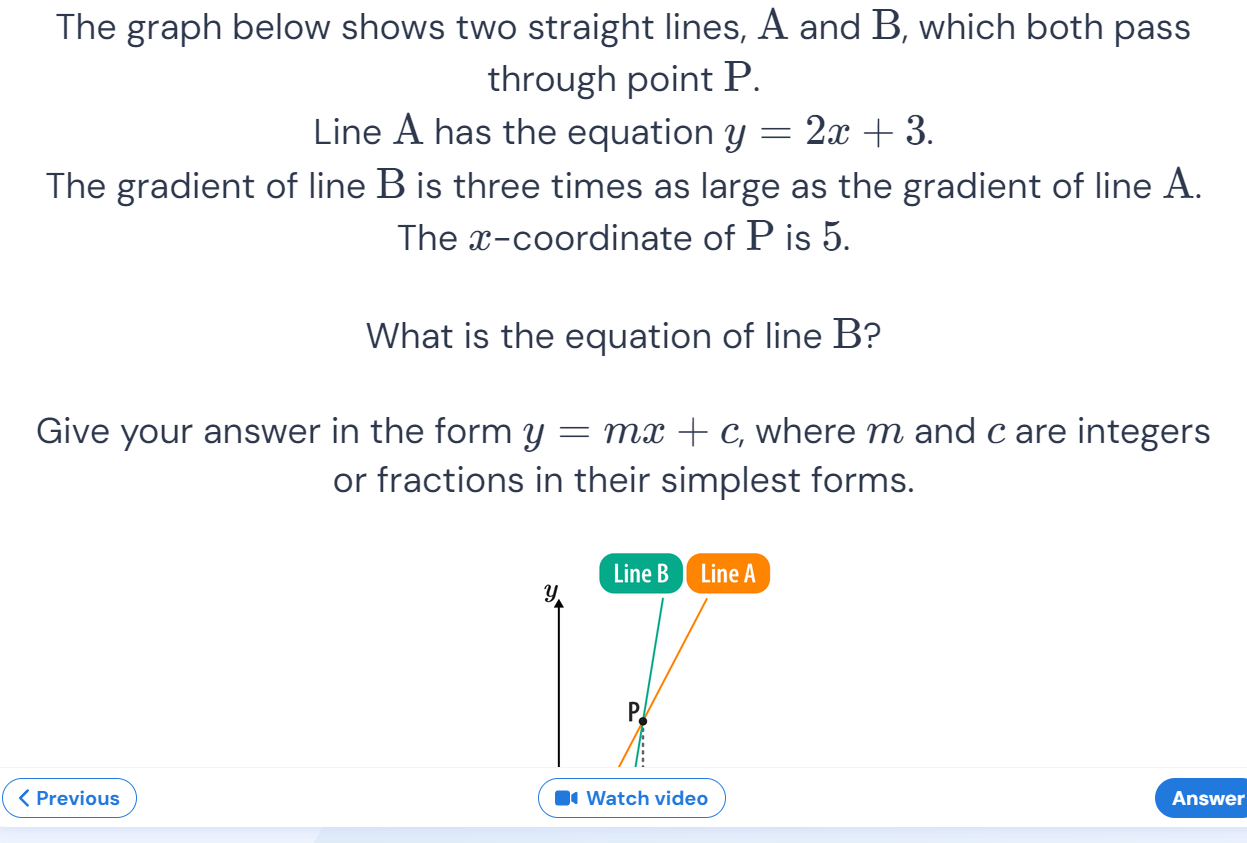 The graph below shows two straight lines, A and B, which both pass
through point P.
Line A has the equation y = 2x + 3.
The gradient of line B is three times as large as the gradient of line A.
The x-coordinate of P is 5.
What is the equation of line B?
Give your answer in the form y = mx + c, where m and c are integers
or fractions in their simplest forms.
Line B Line A
y
P
Previous Watch video Answer